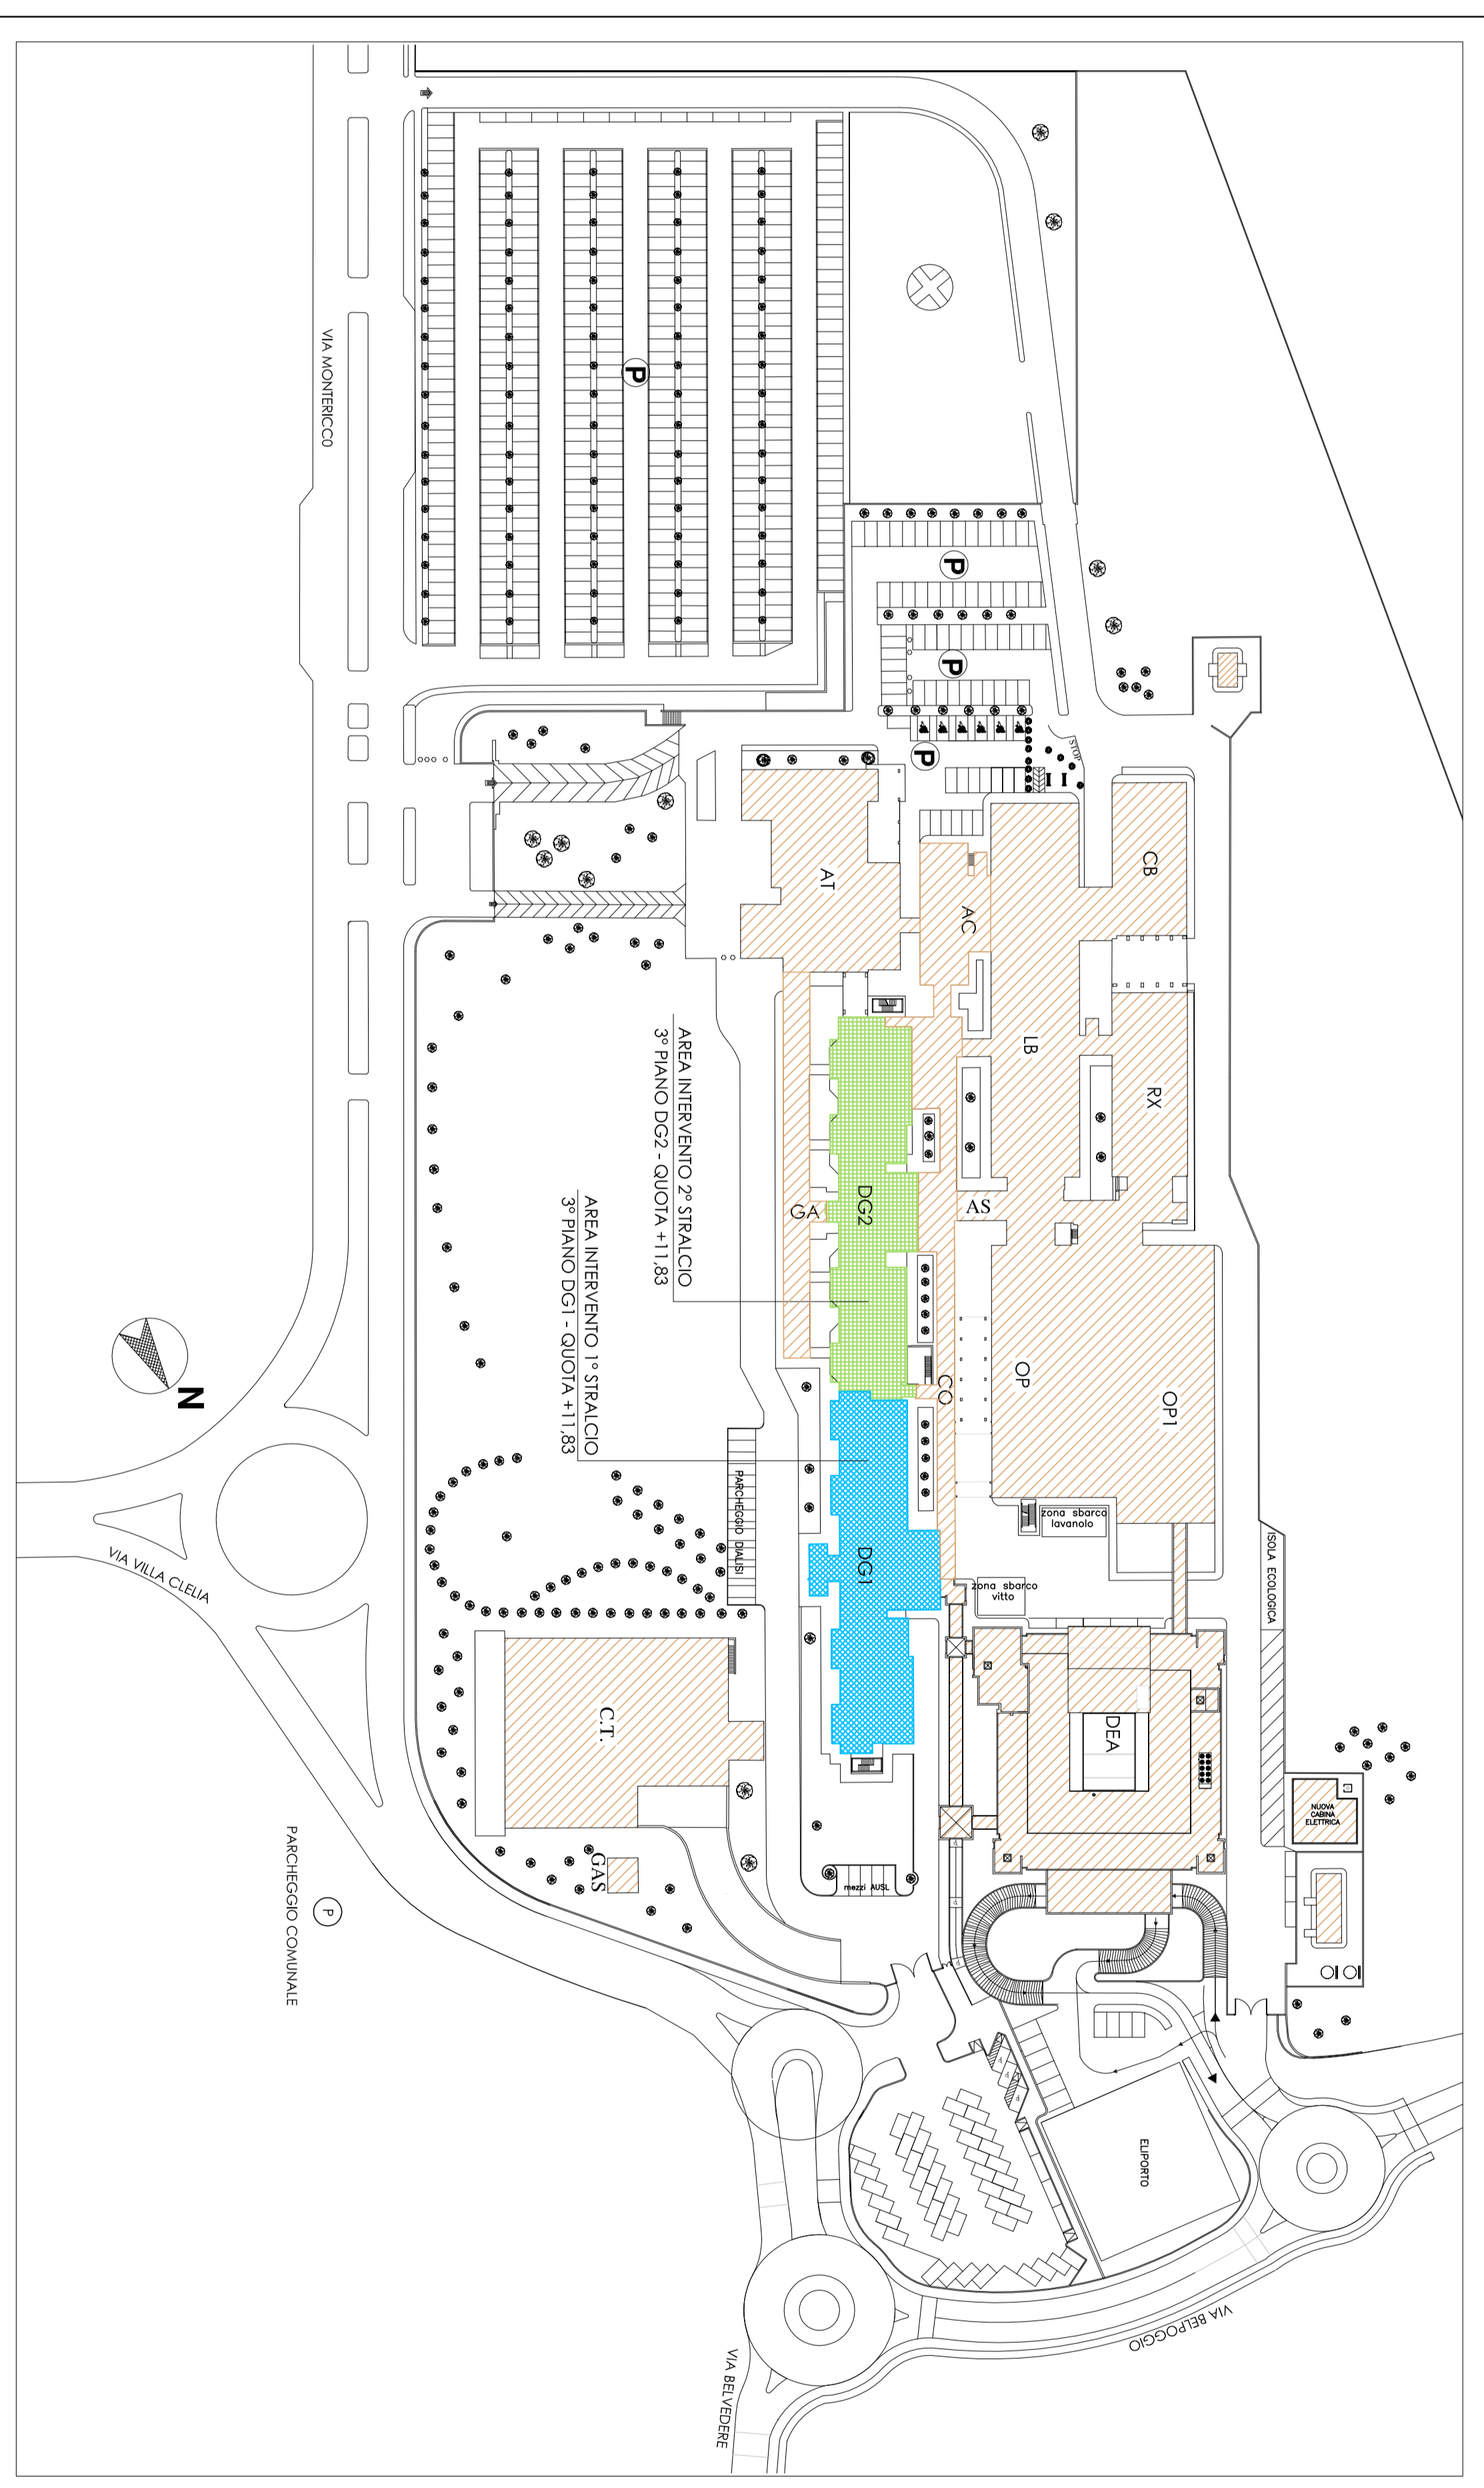 VIA MONTERICCO
P
P
P
P
STOP
AT
AC
CB
LB
RX
AREA INTERVENTO 2° STRALCIO
3° PIANO DG2 - QUOTA +11,83
AREA INTERVENTO 1° STRALCIO
3° PIANO DG1 - QUOTA +11,83
DG2
GA
AS
OP
OP1
CO
N
DG1
PARCHEGGIO DIALISI
zona sbarco
lavanolo
zona sbarco
vitto
ISOLA ECOLOGICA
VIA VILLA CLELIA
C.T.
DEA
NUOVA
CABINA
ELETTRICA
GAS
mezzi AUSL
P
PARCHEGGIO COMUNALE
ELIPORTO
VIA BELPOGGIO
VIA BELVEDERE